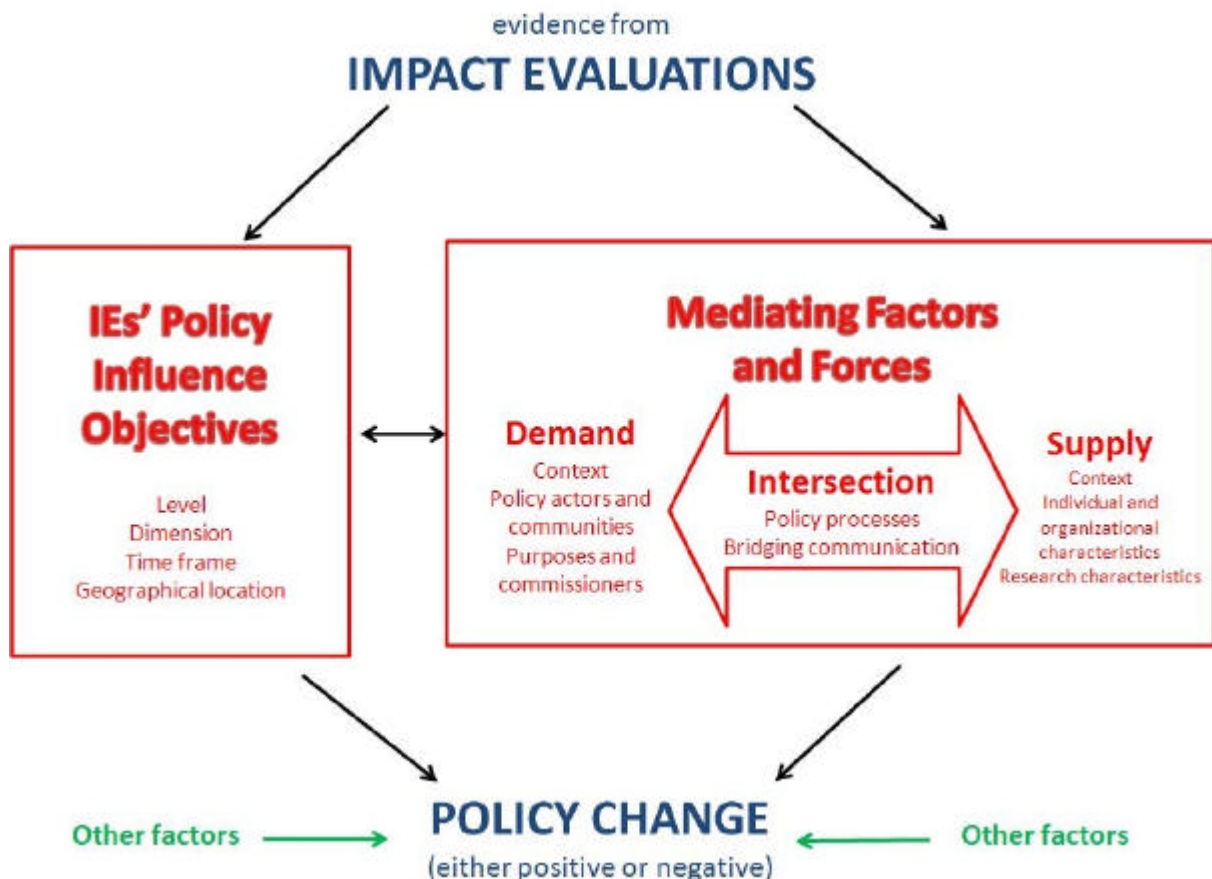 evidence from
IMPACT EVALUATIONS
IEs' Policy
Influence
Objectives
Level
Dimension
Time frame
Geographical location
Mediating Factors
and Forces
Demand
Context
Policy actors and
communities
Purposes and
commissioners
Intersection
Policy processes
Bridging communication
Supply
Context
Individual and
organizational
characteristics
Research characteristics
Other factors
POLICY CHANGE
(either positive or negative)
Other factors